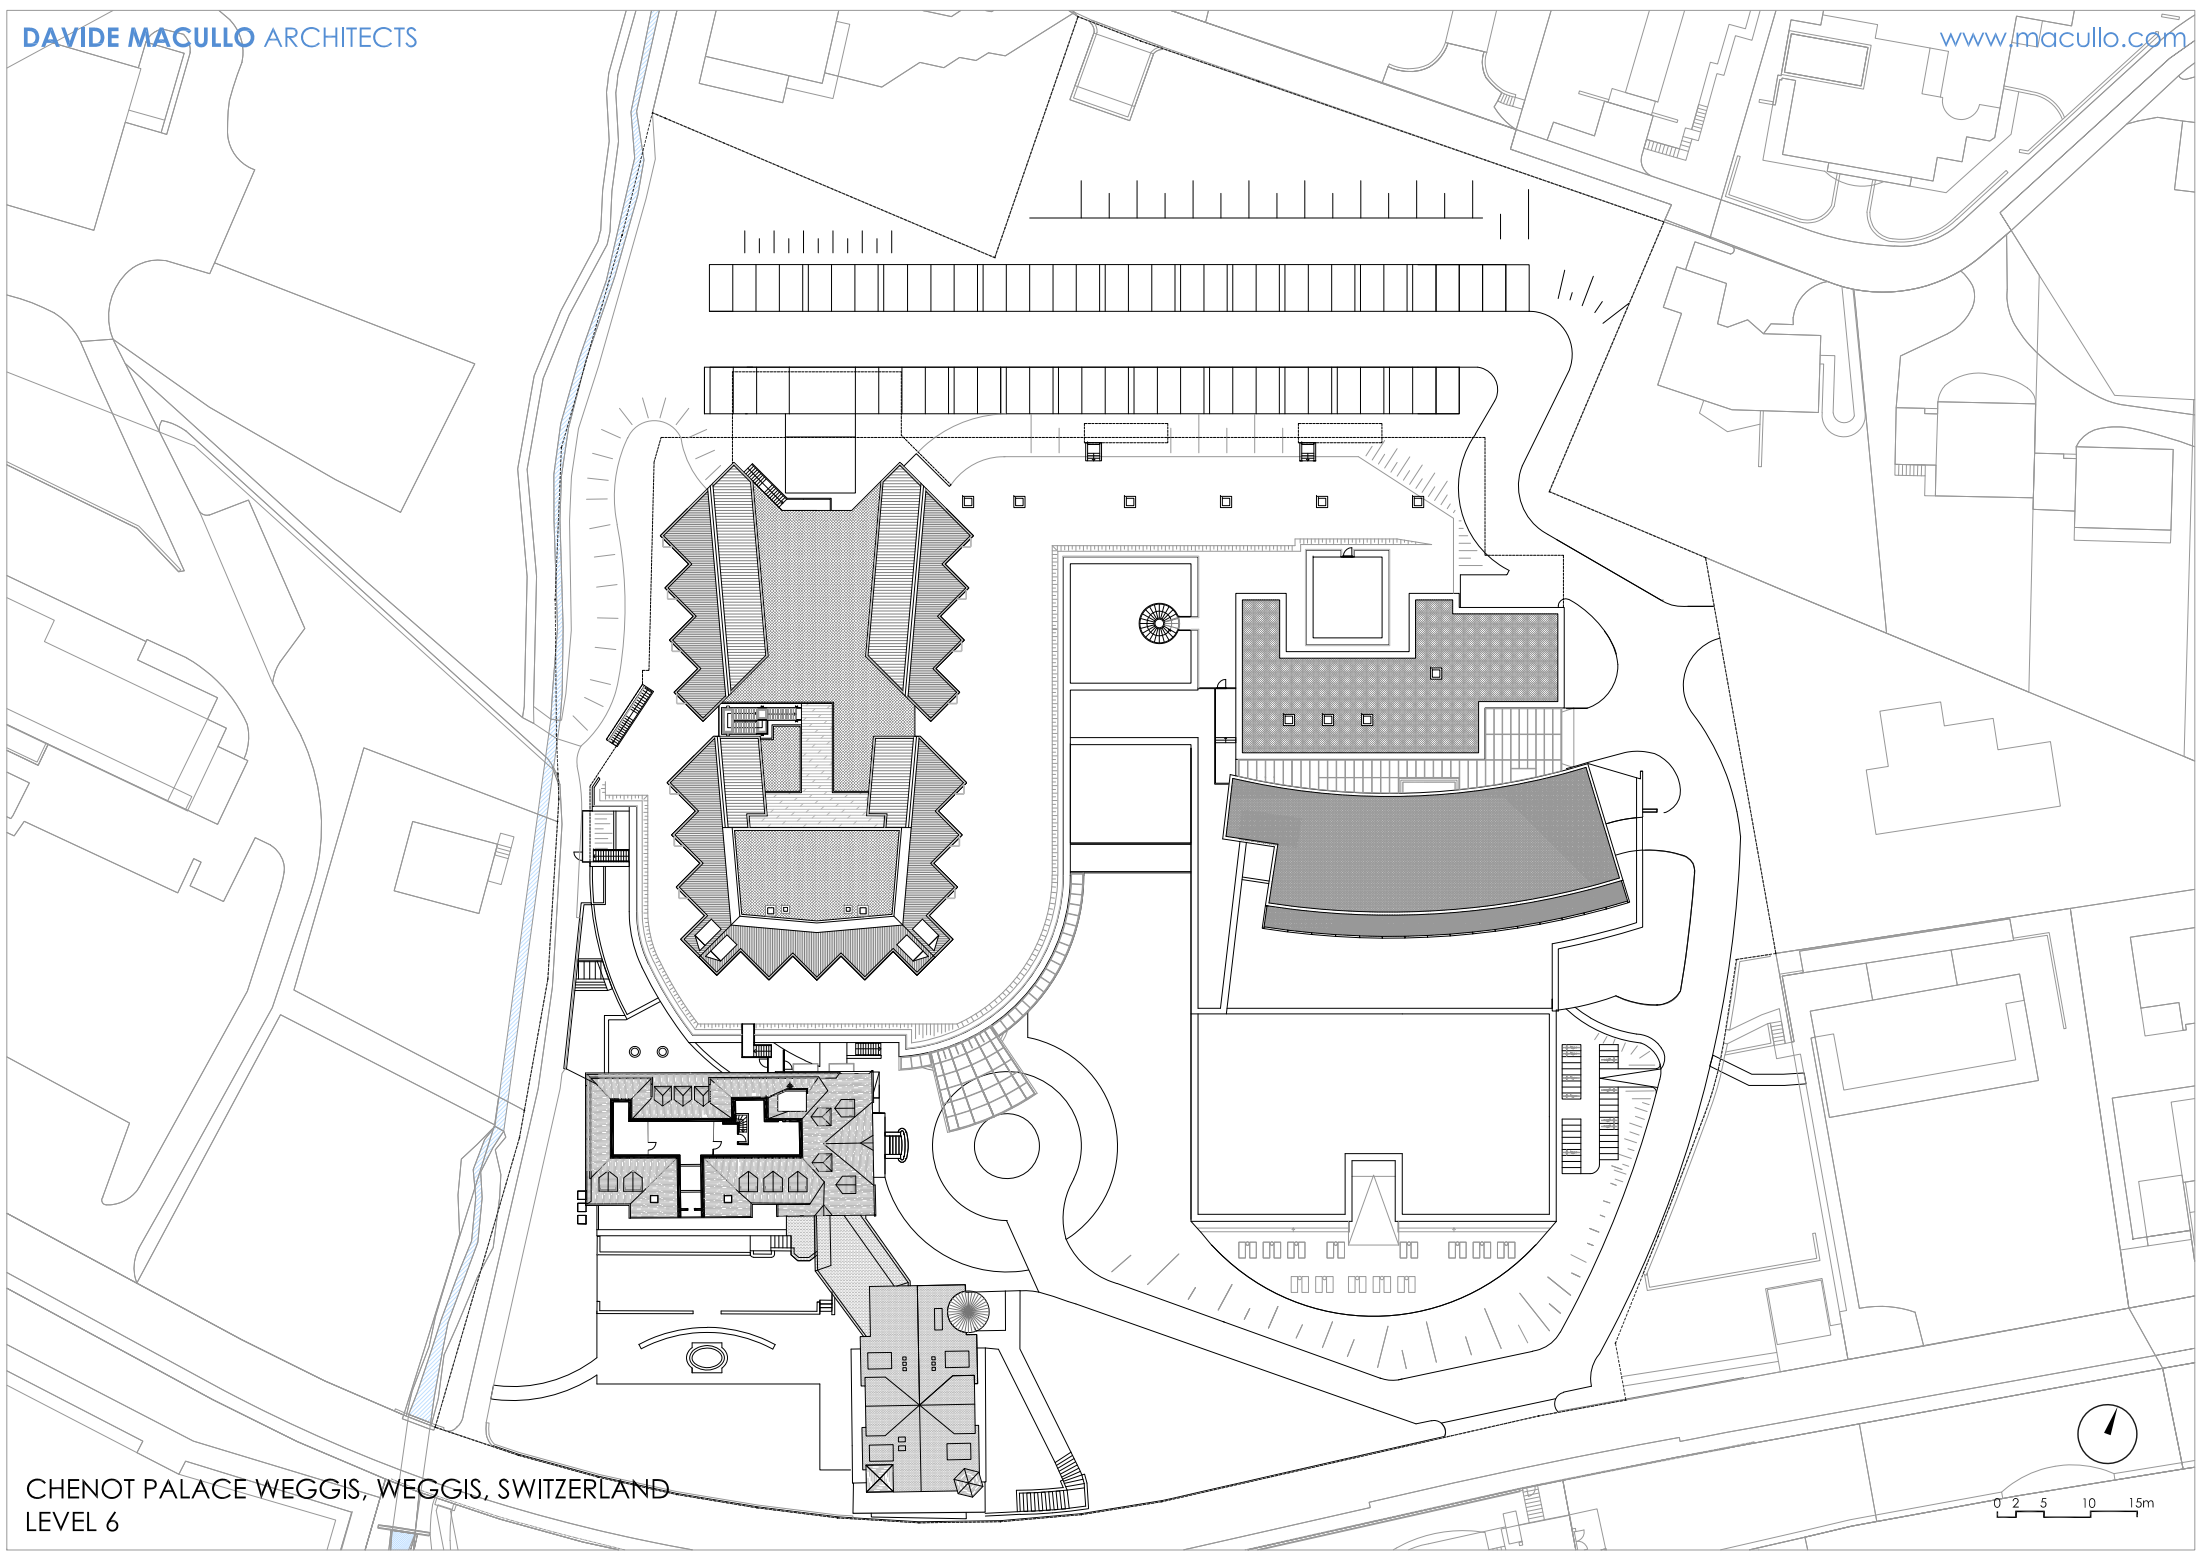 DAVIDE MACULLO ARCHITECTS
www.macullo.com
CHENOT PALACE WEGGIS, WEGGIS, SWITZERLAND
LEVEL 6
0 2 5 10 15m